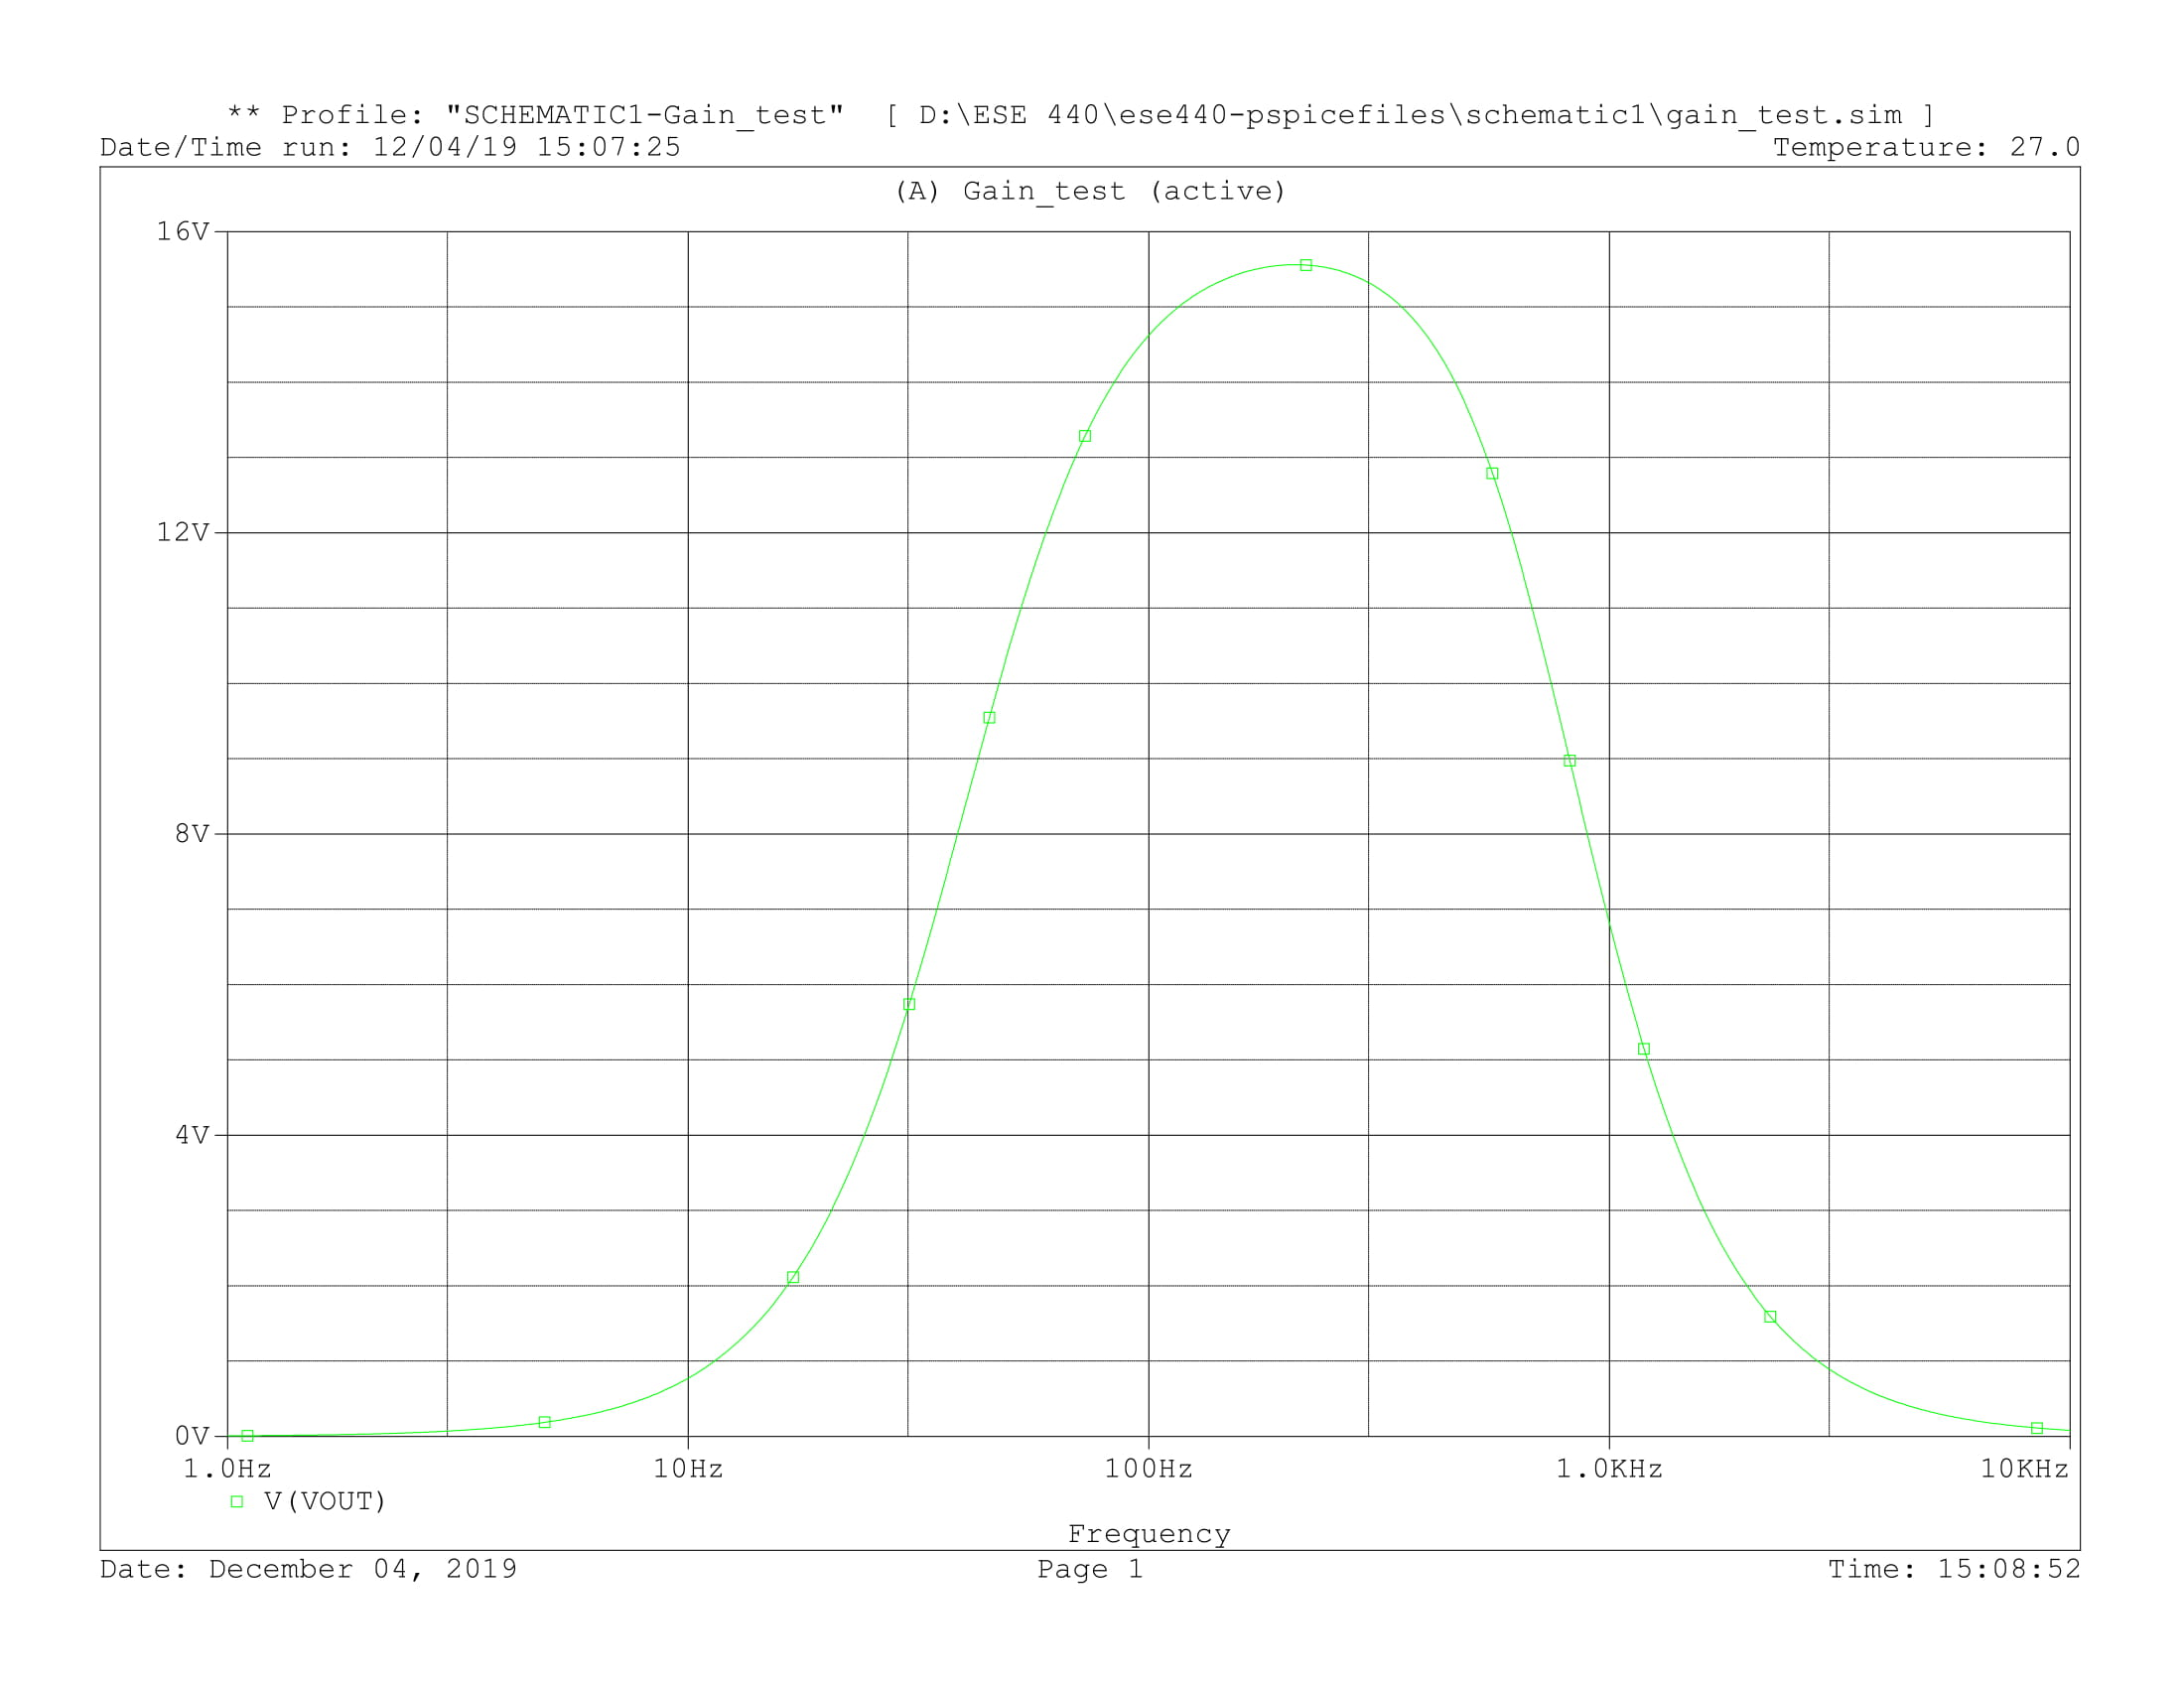 ** Profile: "SCHEMATIC1-Gain_test"  [ D:\ESE 440\ese440-pspicefiles\schematic1\gain_test.sim ]
Date/Time run: 12/04/19 15:07:25 Temperature: 27.0
(A) Gain_test (active)
16V
12V
8V
4V
0V
1.0Hz 10Hz 100Hz 1.0KHz 10KHz
V(VOUT)
Frequency
Date: December 04, 2019 Page 1 Time: 15:08:52